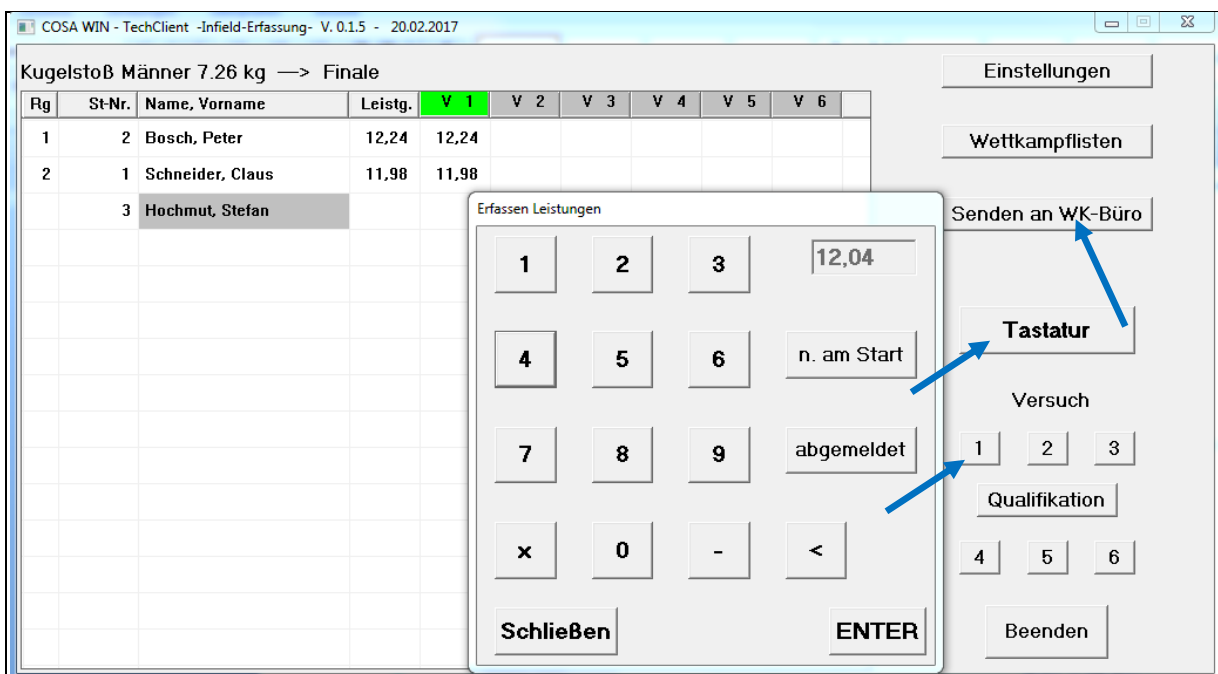 COSA WIN - TechClient -Infield-Erfassung- V. 0.1.5 - 20.02.2017
Kugelstoß Männer 7.26 kg —> Finale
Rg St-Nr. Name, Vorname Leistg. V 1 V 2 V 3 V 4 V 5 V 6
1 2 Bosch, Peter 12,24 12,24
2 1 Schneider, Claus 11,98 11,98
3 Hochmut, Stefan
Erfassen Leistungen
1 2 3 12,04
4 5 6 n. am Start
7 8 9 abgemeldet
x 0 - <
Schließen ENTER
Einstellungen
Wettkampflisten
Senden an WK-Büro
Tastatur
Versuch
1 2 3
Qualifikation
4 5 6
Beenden